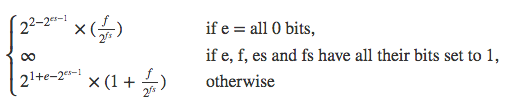 2^{2−2^{es−1}} × (f/2^{fs}) if e = all 0 bits,
∞ if e, f, es and fs have all their bits set to 1,
2^{1+e−2^{es−1}} × (1 + f/2^{fs}) otherwise